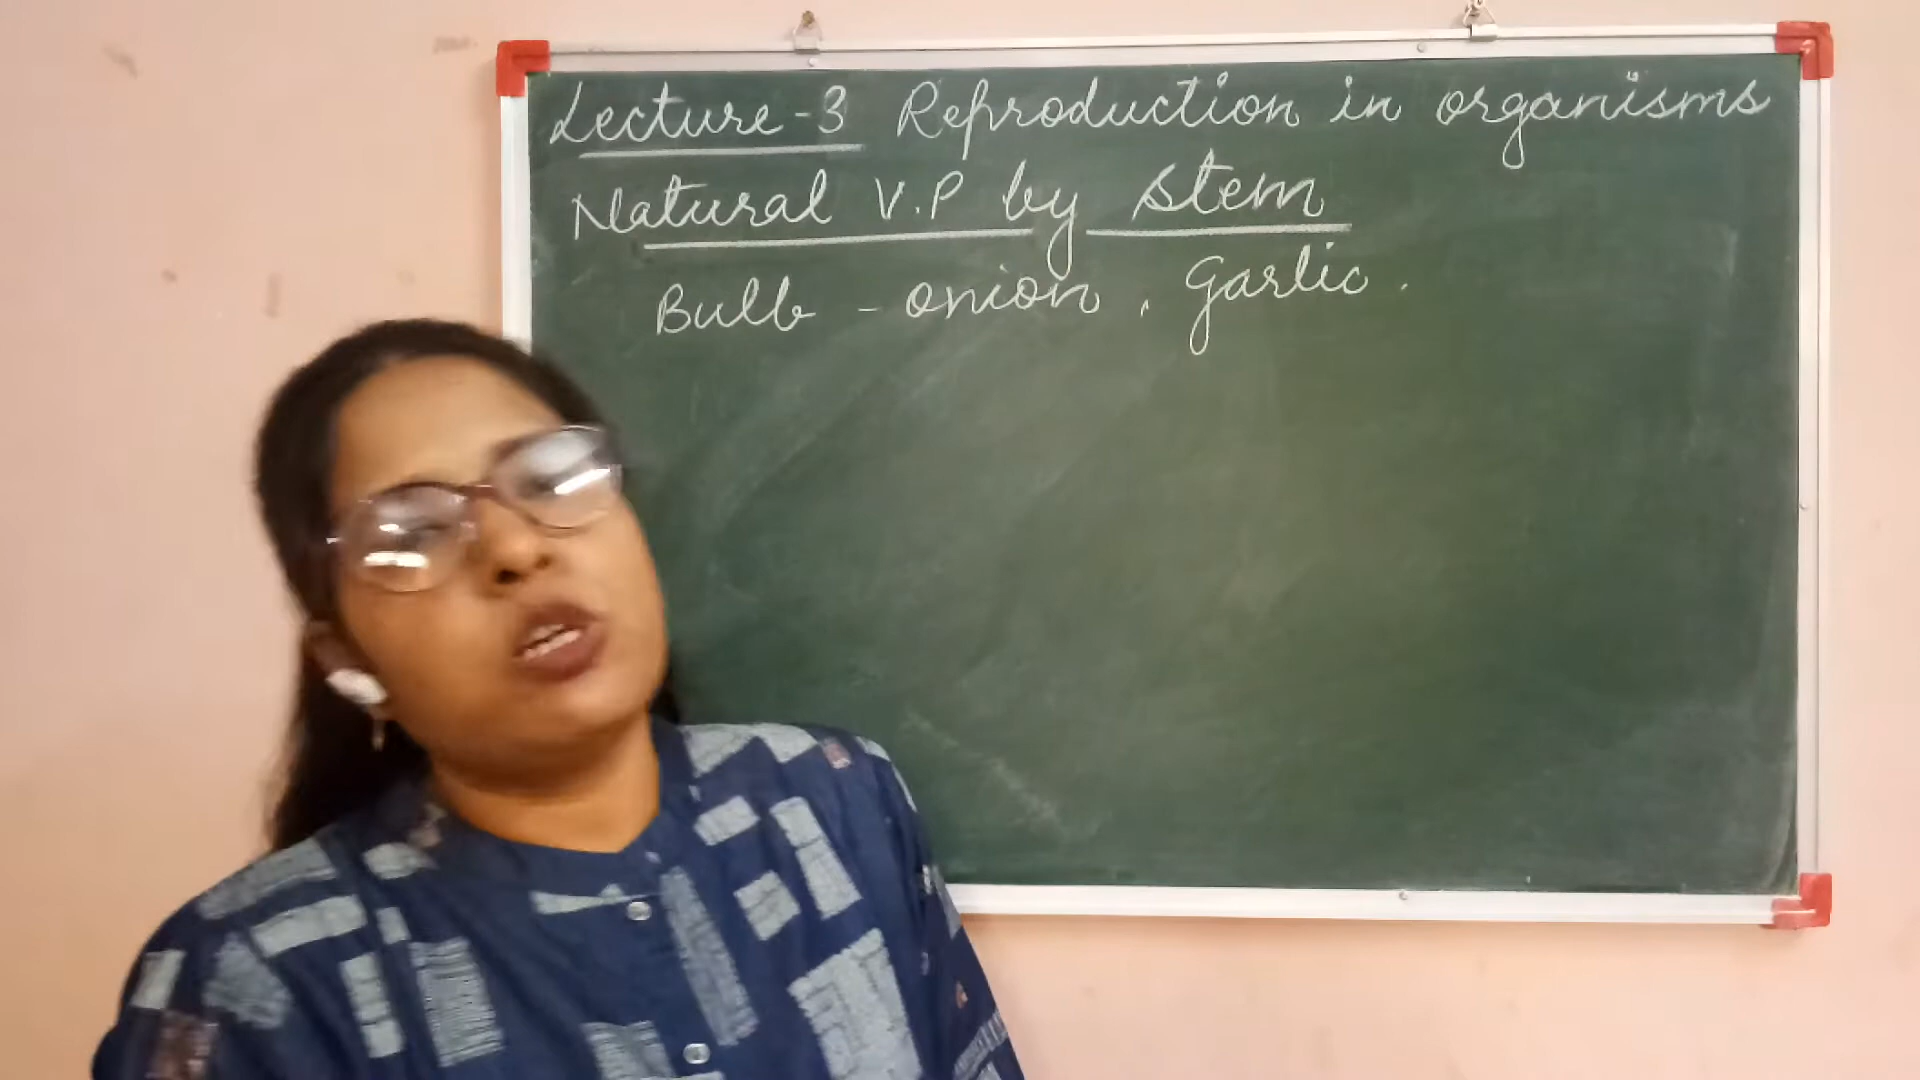 Lecture-3 Reproduction in organisms
Natural V.P by stem
Bulb - onion, Garlic.